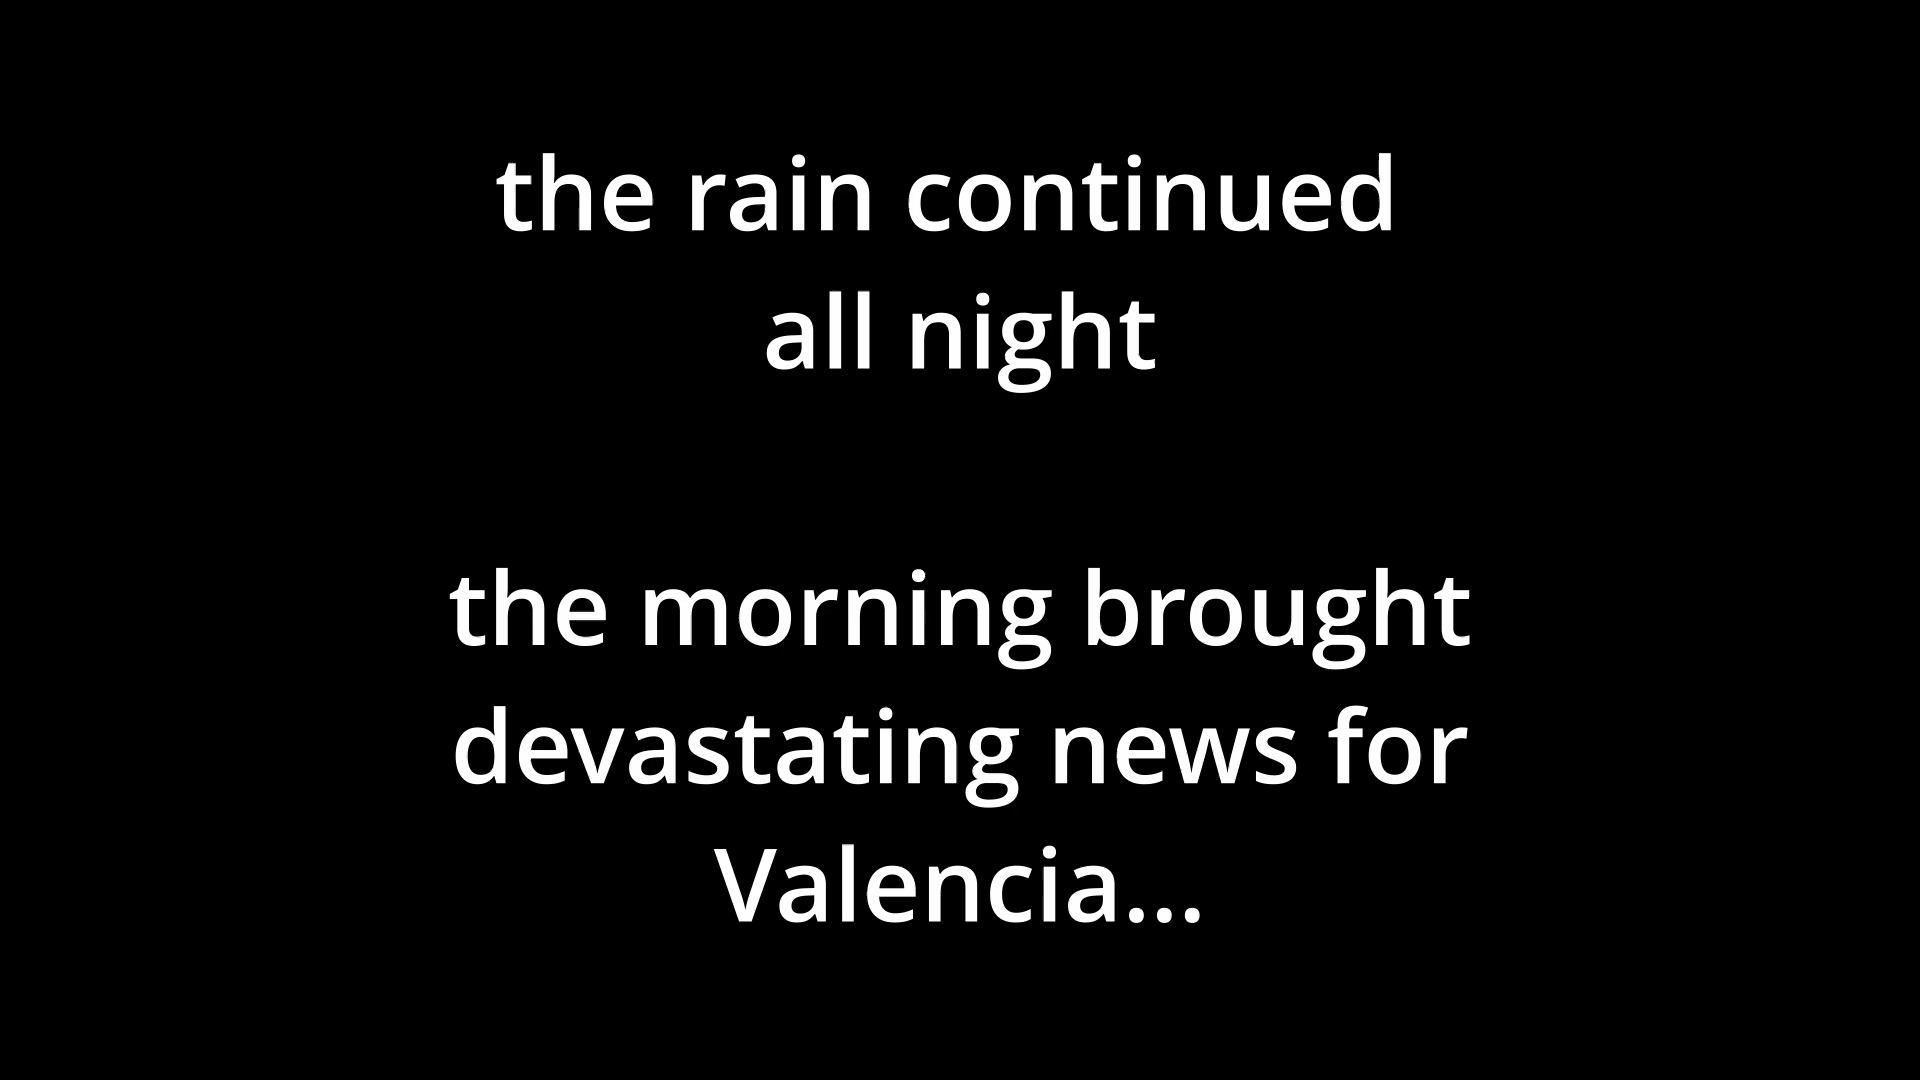 the rain continued
all night
the morning brought
devastating news for
Valencia...